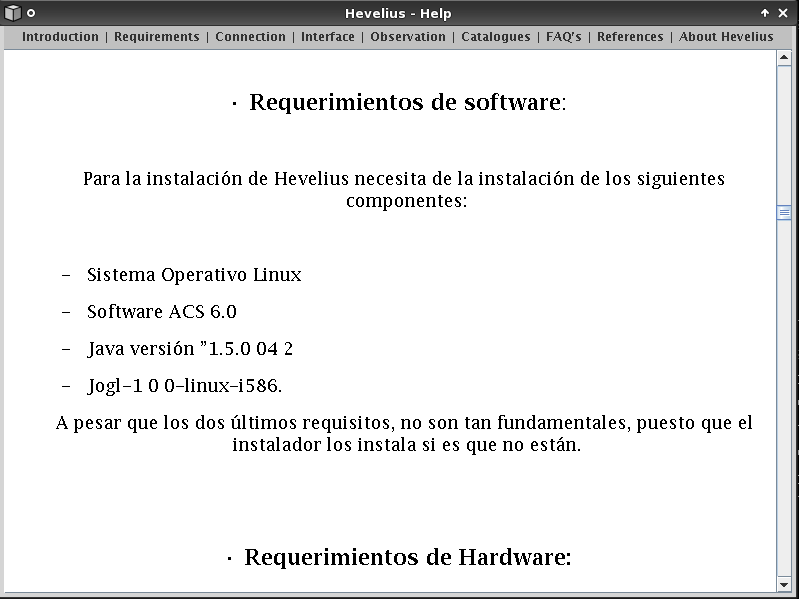 Hevelius - Help
Introduction | Requirements | Connection | Interface | Observation | Catalogues | FAQ's | References | About Hevelius
· Requerimientos de software:
Para la instalación de Hevelius necesita de la instalación de los siguientes
componentes:
- Sistema Operativo Linux
- Software ACS 6.0
- Java versión ”1.5.0 04 2
- Jogl-1 0 0-linux-i586.
A pesar que los dos últimos requisitos, no son tan fundamentales, puesto que el
instalador los instala si es que no están.
· Requerimientos de Hardware: